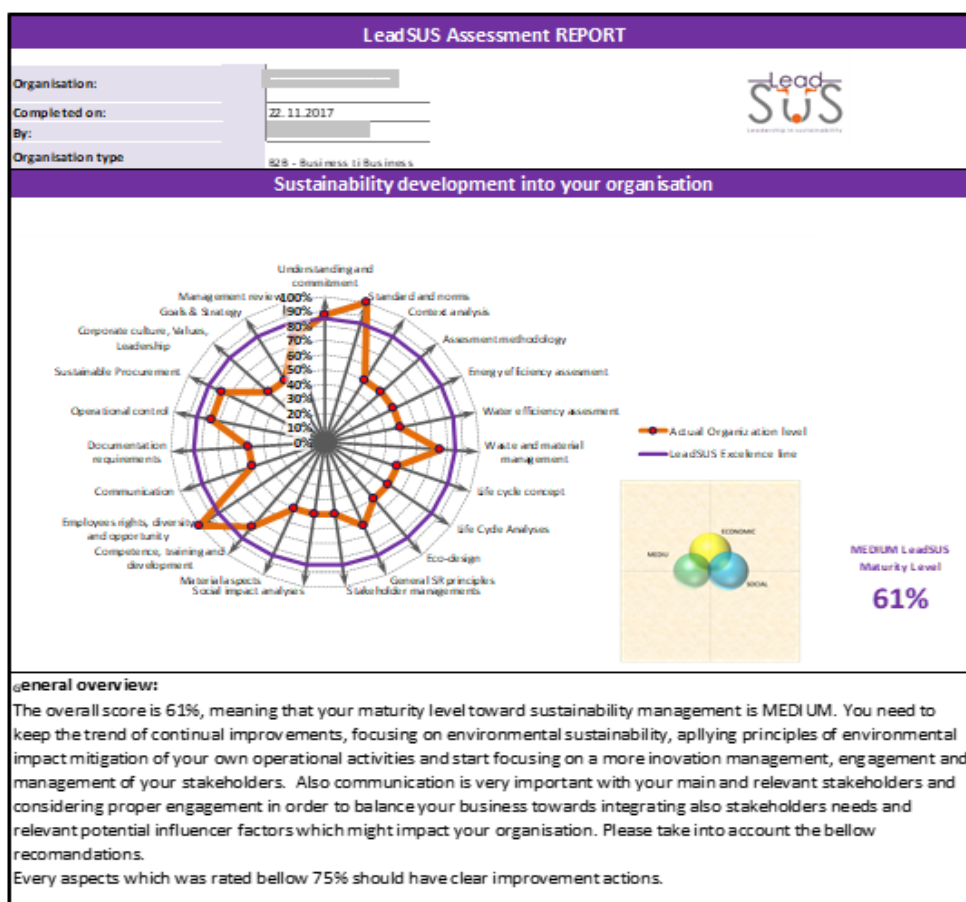 LeadSUS Assessment REPORT
Organisation:
Completed on:
22.11.2017
By:
Organisation type
B2B - Business ti Business
Lead
SUS
Leadership in sustainability
Sustainability development into your organisation
Understanding and
commitment
Standard and norms
Context analysis
Assesment methodology
Energy efficiency assesment
Water efficiency assesment
Waste and material
management
Life cycle concept
Life Cycle Analyses
Eco-design
General SR principles
Stakeholder managements
Social impact analyses
Material aspects
Competence, training and
development
Employees rights, diversity
and opportunity
Communication
Documentation
requirements
Operational control
Sustainable Procurement
Corporate culture, Values,
Leadership
Goals & Strategy
Management review
100%
90%
80%
70%
60%
50%
40%
30%
20%
10%
0%
Actual Organization level
LeadSUS Excellence line
ECONOMIC
MEDIU
SOCIAL
MEDIUM LeadSUS
Maturity Level
61%
General overview:
The overall score is 61%, meaning that your maturity level toward sustainability management is MEDIUM. You need to
keep the trend of continual improvements, focusing on environmental sustainability, apllying principles of environmental
impact mitigation of your own operational activities and start focusing on a more inovation management, engagement and
management of your stakeholders. Also communication is very important with your main and relevant stakeholders and
considering proper engagement in order to balance your business towards integrating also stakeholders needs and
relevant potential influencer factors which might impact your organisation. Please take into account the bellow
recomandations.
Every aspects which was rated bellow 75% should have clear improvement actions.